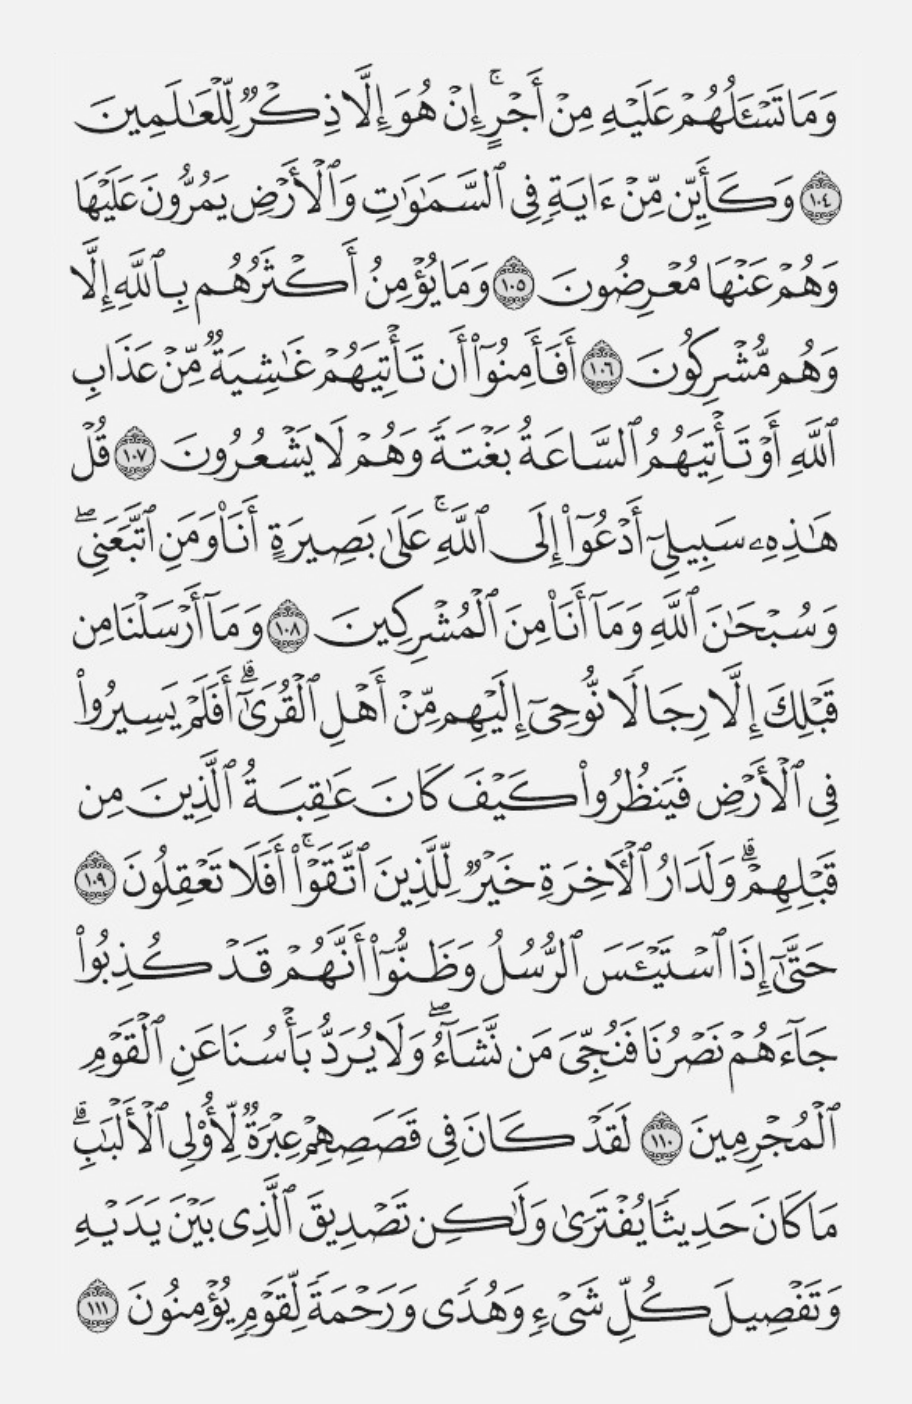 وَمَا تَسْـَٔلُهُمْ عَلَيْهِ مِنْ أَجْرٍ ۚ إِنْ هُوَ إِلَّا ذِكْرٌ لِّلْعَـٰلَمِينَ
١٠٤ وَكَأَيِّن مِّنْ ءَايَةٍ فِى ٱلسَّمَـٰوَٰتِ وَٱلْأَرْضِ يَمُرُّونَ عَلَيْهَا
وَهُمْ عَنْهَا مُعْرِضُونَ ١٠٥ وَمَا يُؤْمِنُ أَكْثَرُهُم بِٱللَّهِ إِلَّا
وَهُم مُّشْرِكُونَ ١٠٦ أَفَأَمِنُوٓا۟ أَن تَأْتِيَهُمْ غَـٰشِيَةٌ مِّنْ عَذَابِ
ٱللَّهِ أَوْ تَأْتِيَهُمُ ٱلسَّاعَةُ بَغْتَةً وَهُمْ لَا يَشْعُرُونَ ١٠٧ قُلْ
هَـٰذِهِۦ سَبِيلِىٓ أَدْعُوٓا۟ إِلَى ٱللَّهِ ۚ عَلَىٰ بَصِيرَةٍ أَنَا۠ وَمَنِ ٱتَّبَعَنِى ۖ
وَسُبْحَـٰنَ ٱللَّهِ وَمَآ أَنَا۠ مِنَ ٱلْمُشْرِكِينَ ١٠٨ وَمَآ أَرْسَلْنَا مِن
قَبْلِكَ إِلَّا رِجَالًا نُّوحِىٓ إِلَيْهِم مِّنْ أَهْلِ ٱلْقُرَىٰٓ ۗ أَفَلَمْ يَسِيرُوا۟
فِى ٱلْأَرْضِ فَيَنظُرُوا۟ كَيْفَ كَانَ عَـٰقِبَةُ ٱلَّذِينَ مِن
قَبْلِهِمْ ۗ وَلَدَارُ ٱلْـَٔاخِرَةِ خَيْرٌ لِّلَّذِينَ ٱتَّقَوْا۟ ۚ أَفَلَا تَعْقِلُونَ ١٠٩
حَتَّىٰٓ إِذَا ٱسْتَيْـَٔسَ ٱلرُّسُلُ وَظَنُّوٓا۟ أَنَّهُمْ قَدْ كُذِبُوا۟
جَآءَهُمْ نَصْرُنَا فَنُجِّىَ مَن نَّشَآءُ ۖ وَلَا يُرَدُّ بَأْسُنَا عَنِ ٱلْقَوْمِ
ٱلْمُجْرِمِينَ ١١٠ لَقَدْ كَانَ فِى قَصَصِهِمْ عِبْرَةٌ لِّأُو۟لِى ٱلْأَلْبَـٰبِ ۗ
مَا كَانَ حَدِيثًا يُفْتَرَىٰ وَلَـٰكِن تَصْدِيقَ ٱلَّذِى بَيْنَ يَدَيْهِ
وَتَفْصِيلَ كُلِّ شَىْءٍ وَهُدًى وَرَحْمَةً لِّقَوْمٍ يُؤْمِنُونَ ١١١